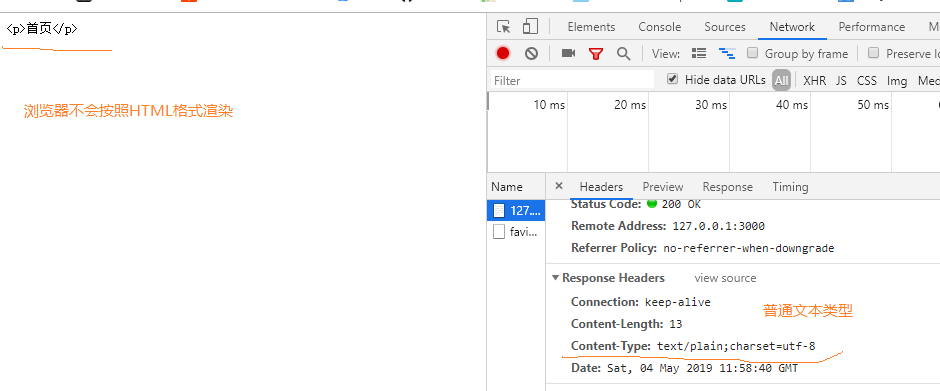 <p>首页</p>
浏览器不会按照HTML格式渲染
Elements Console Sources Network Performance M
View: Group by frame Preserve lo
Filter Hide data URLs All XHR JS CSS Img Med
10 ms 20 ms 30 ms 40 ms 50 ms
Name × Headers Preview Response Timing
127....
favi...
Status Code: 200 OK
Remote Address: 127.0.0.1:3000
Referrer Policy: no-referrer-when-downgrade
Response Headers view source
Connection: keep-alive
普通文本类型
Content-Length: 13
Content-Type: text/plain;charset=utf-8
Date: Sat, 04 May 2019 11:58:40 GMT